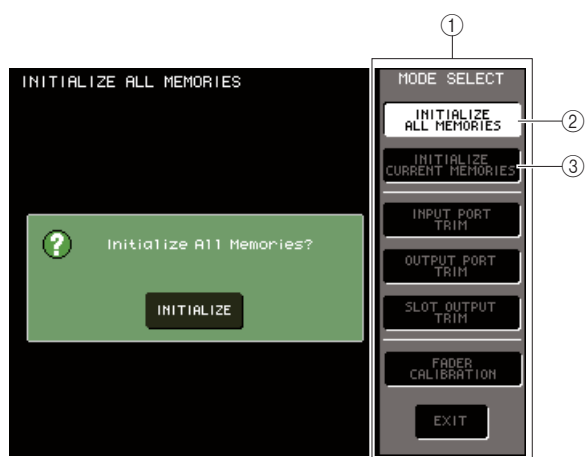 ①
INITIALIZE ALL MEMORIES
MODE SELECT
INITIALIZE
ALL MEMORIES
②
INITIALIZE
CURRENT MEMORIES
③
INPUT PORT
TRIM
? Initialize All Memories?
OUTPUT PORT
TRIM
INITIALIZE
SLOT OUTPUT
TRIM
FADER
CALIBRATION
EXIT